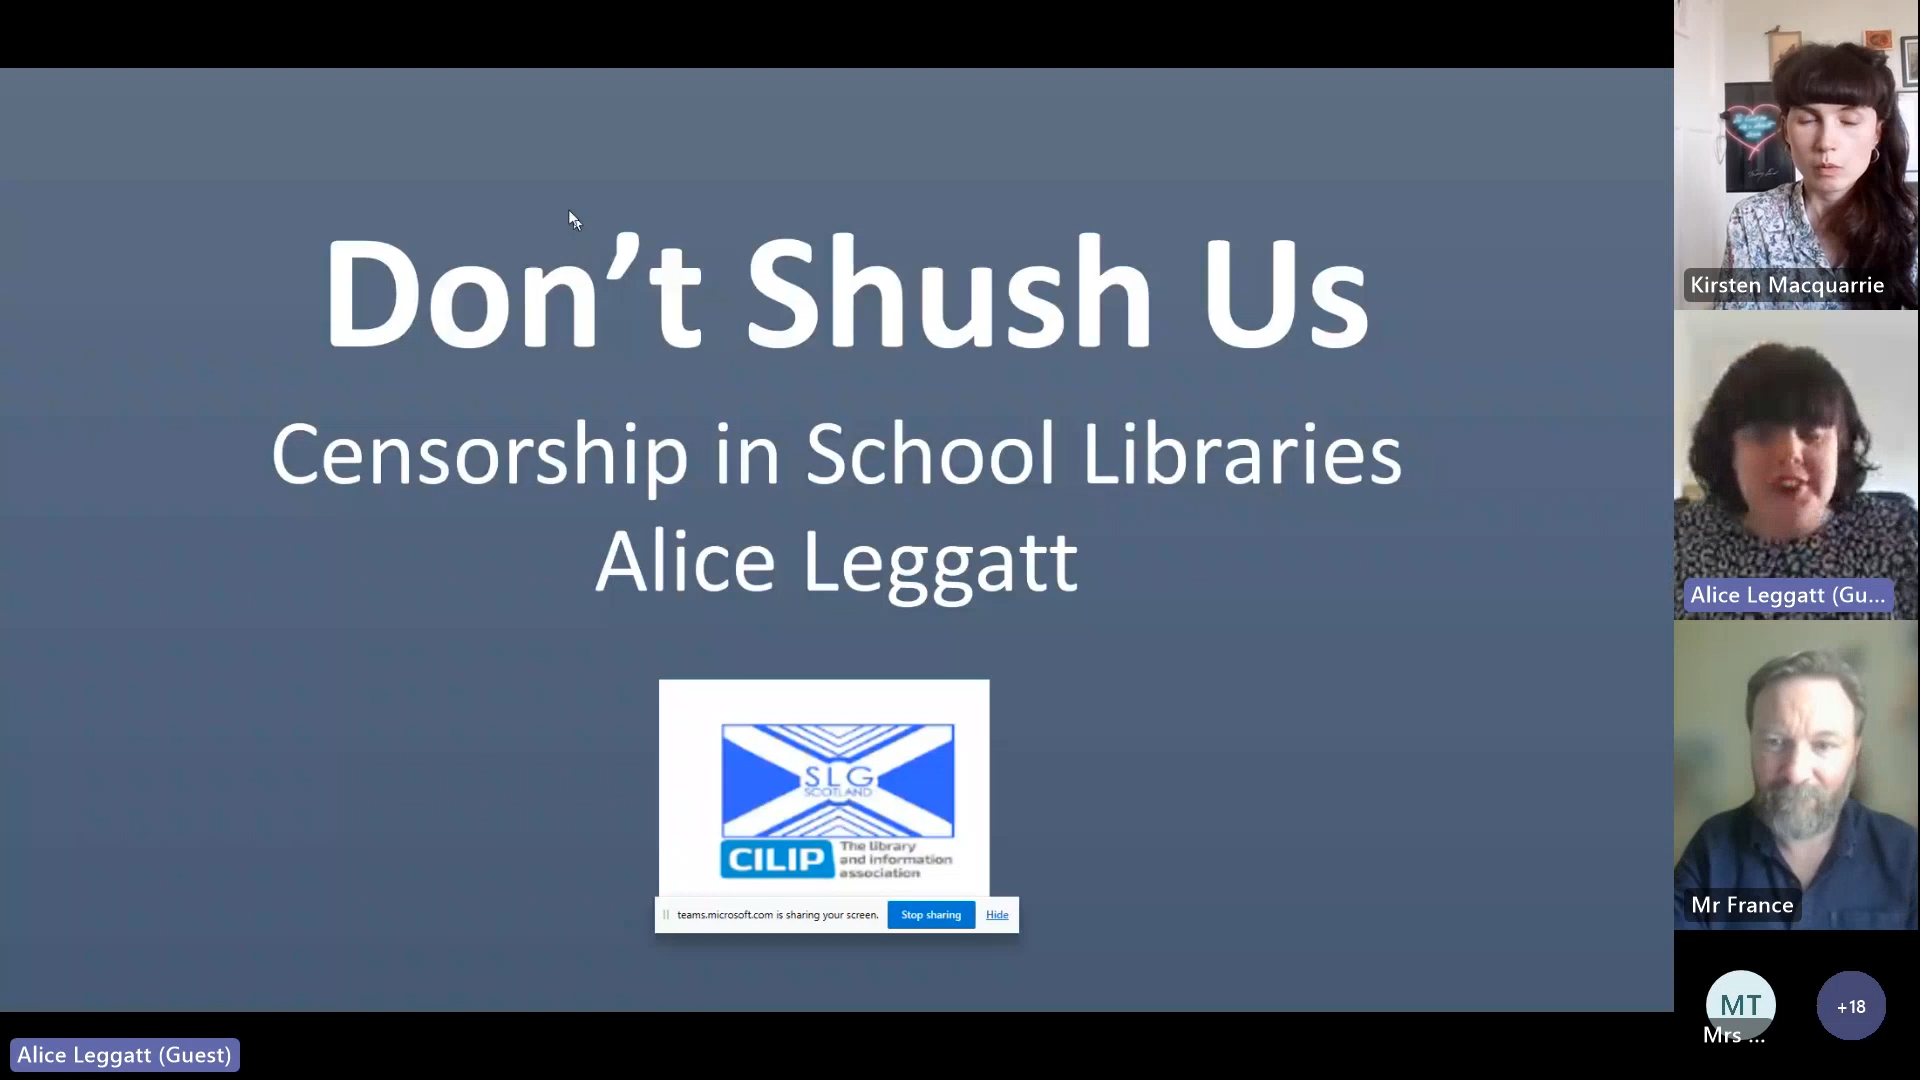 Don't Shush Us
Censorship in School Libraries
Alice Leggatt
SLG
SCOTLAND
CILIP
The library
and information
association
teams.microsoft.com is sharing your screen.
Stop sharing
Hide
Kirsten Macquarrie
Alice Leggatt (Gu...
Mr France
MT
Mrs ...
+18
Alice Leggatt (Guest)